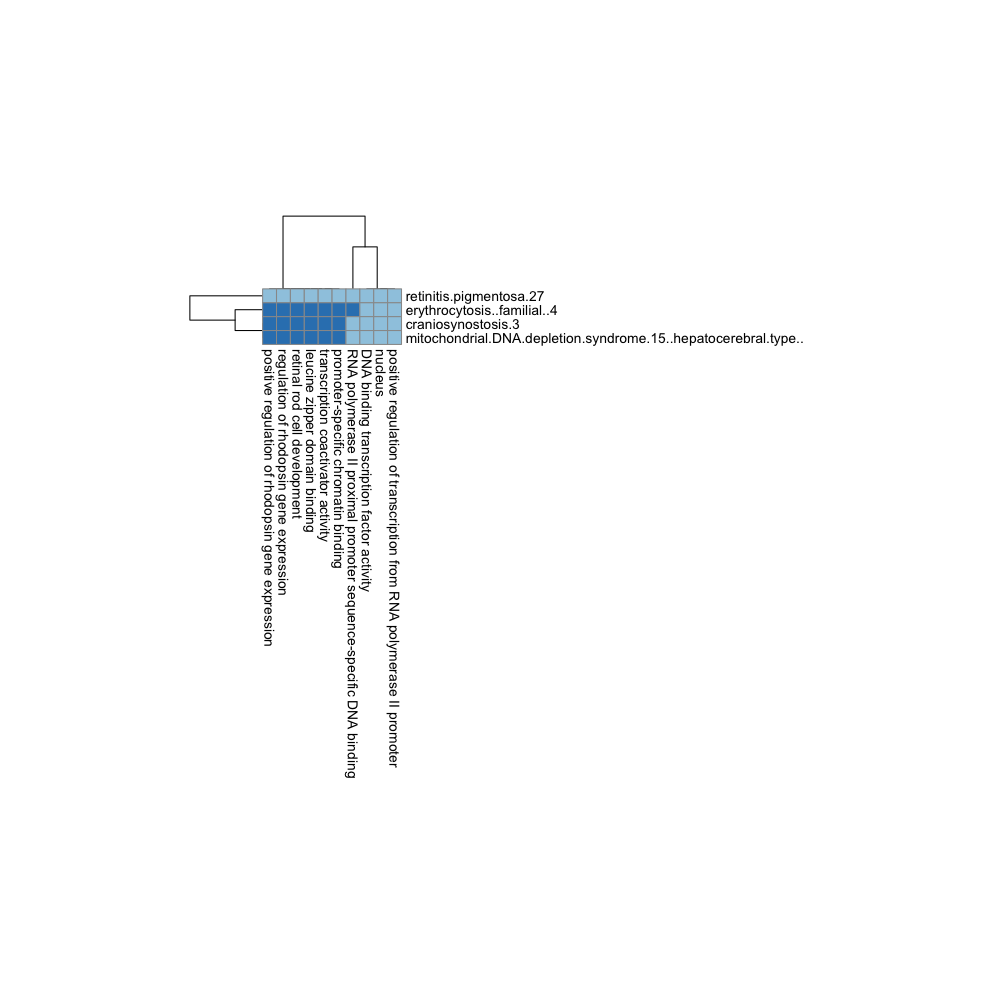 retinitis.pigmentosa.27
erythrocytosis..familial..4
craniosynostosis.3
mitochondrial.DNA.depletion.syndrome.15..hepatocerebral.type..
positive regulation of rhodopsin gene expression
regulation of rhodopsin gene expression
retinal rod cell development
leucine zipper domain binding
transcription coactivator activity
promoter-specific chromatin binding
RNA polymerase II proximal promoter sequence-specific DNA binding
DNA binding transcription factor activity
nucleus
positive regulation of transcription from RNA polymerase II promoter